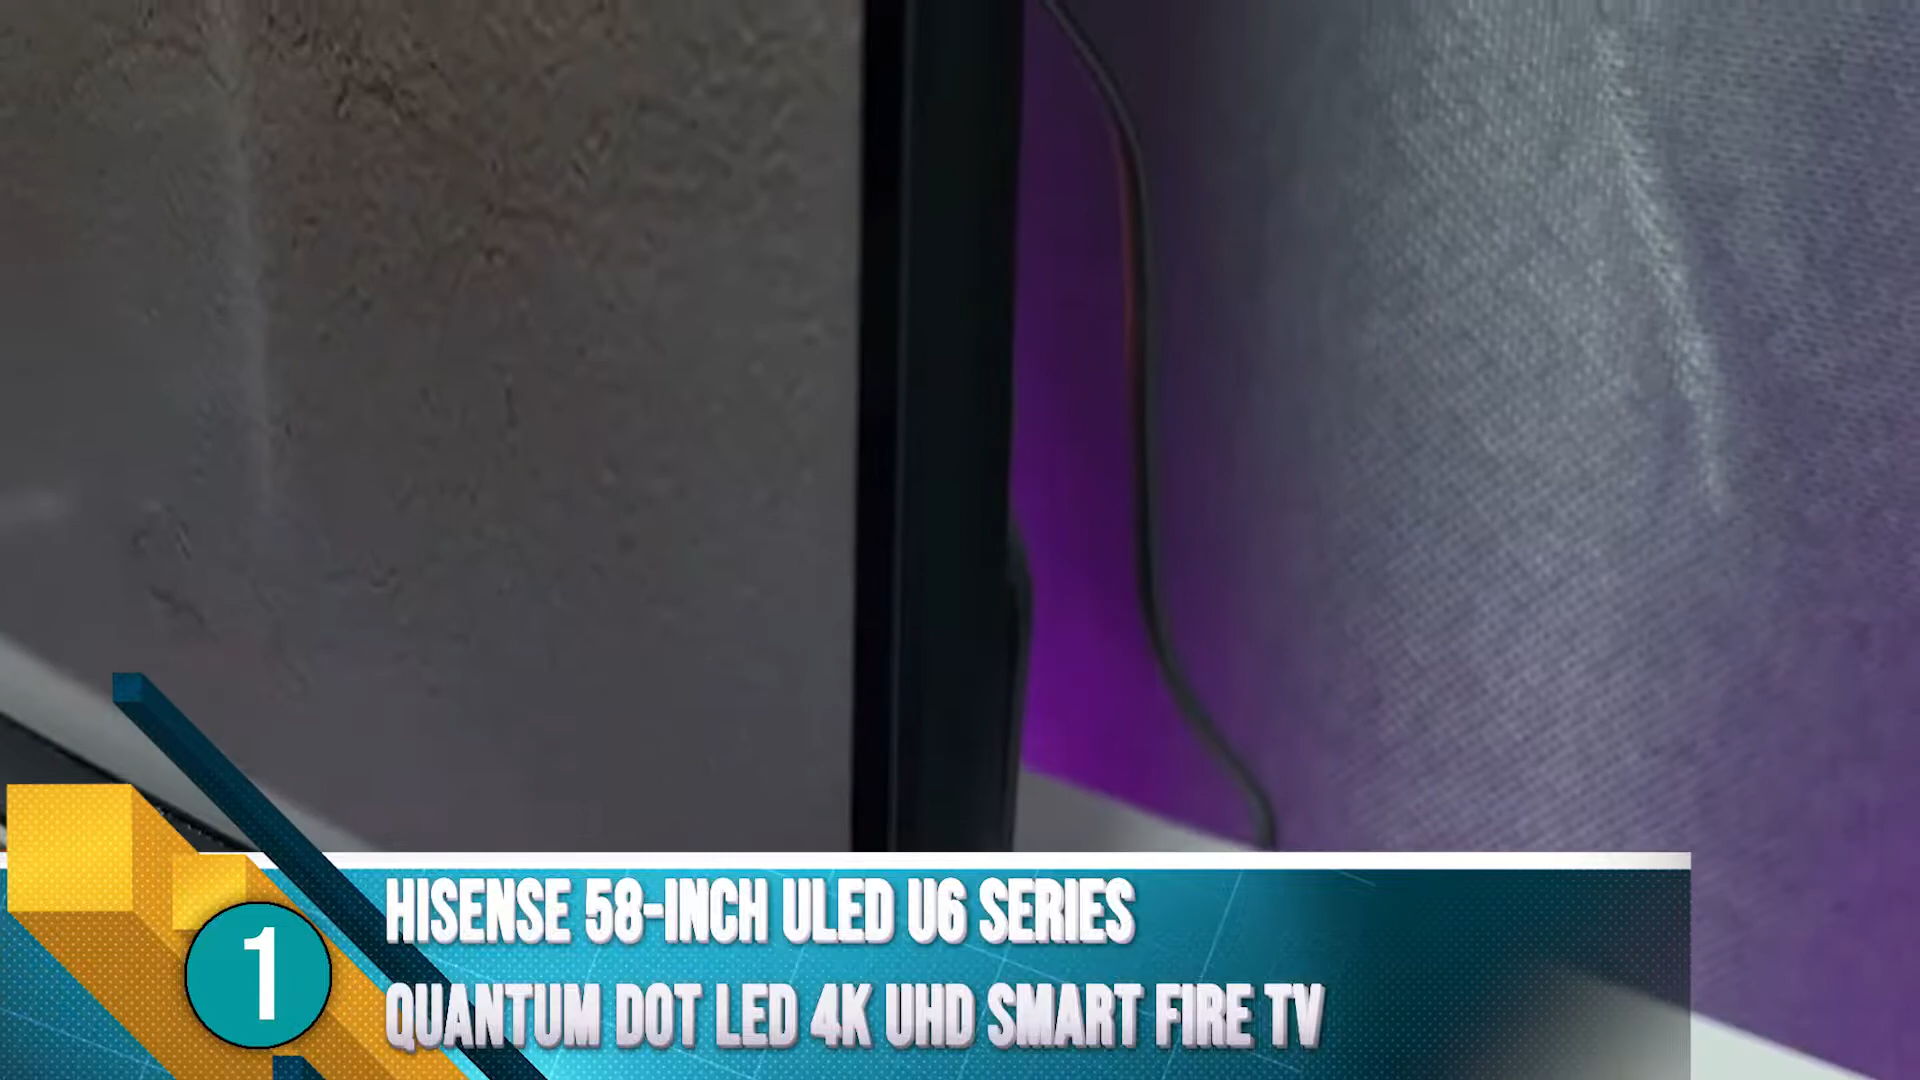 1
HISENSE 58-INCH ULED U6 SERIES
QUANTUM DOT LED 4K UHD SMART FIRE TV